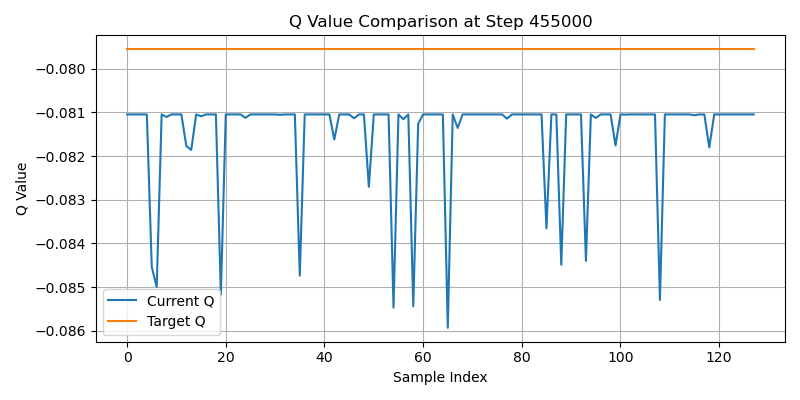 Q Value Comparison at Step 455000
−0.080
−0.081
−0.082
−0.083
−0.084
−0.085
−0.086
Q Value
Current Q
Target Q
0 20 40 60 80 100 120
Sample Index